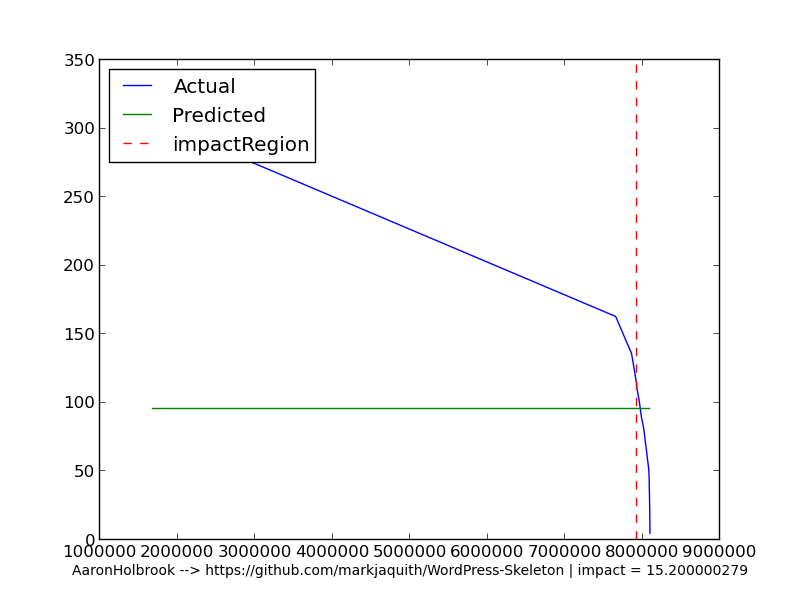 350
Actual
Predicted
impactRegion
300
250
200
150
100
50
0
1000000 2000000 3000000 4000000 5000000 6000000 7000000 8000000 9000000
AaronHolbrook --> https://github.com/markjaquith/WordPress-Skeleton | impact = 15.200000279